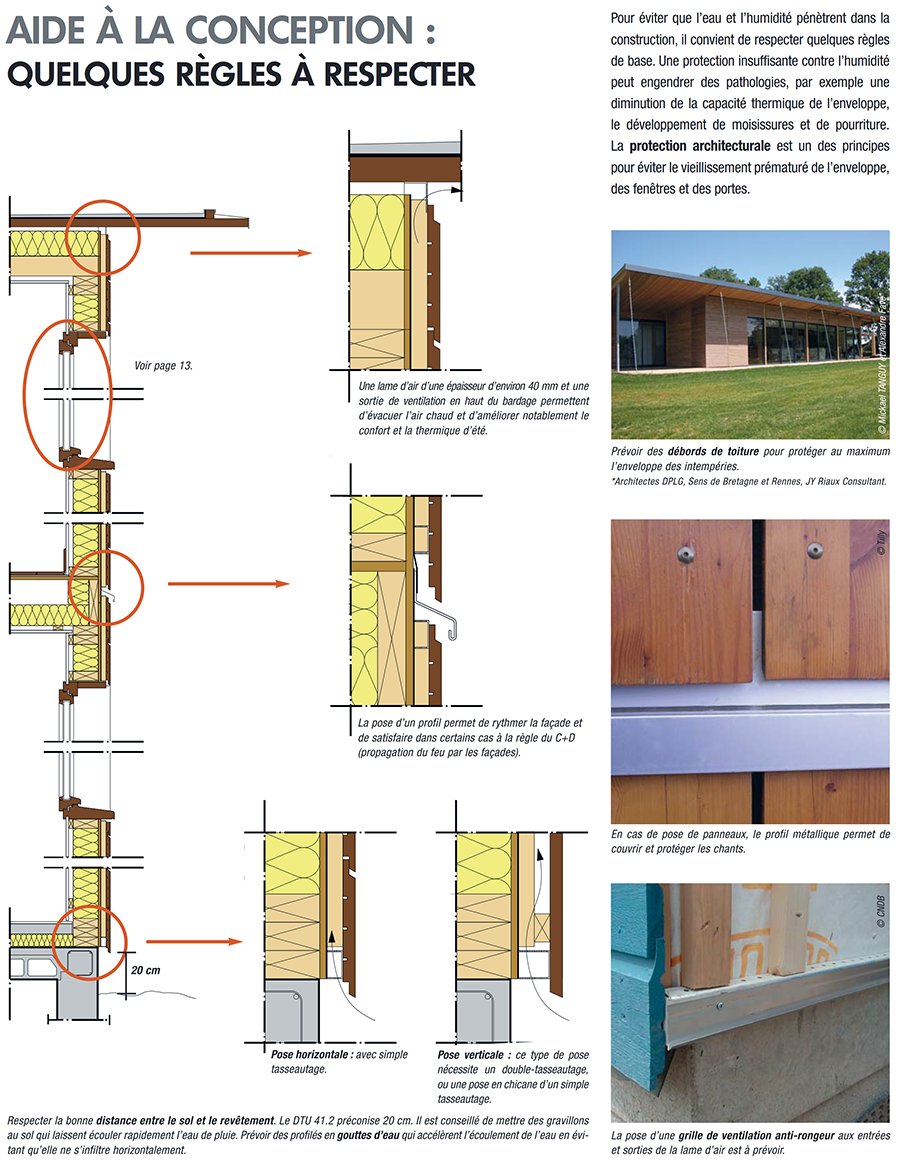 AIDE À LA CONCEPTION :
QUELQUES RÈGLES À RESPECTER
Pour éviter que l'eau et l'humidité pénètrent dans la
construction, il convient de respecter quelques règles
de base. Une protection insuffisante contre l'humidité
peut engendrer des pathologies, par exemple une
diminution de la capacité thermique de l'enveloppe,
le développement de moisissures et de pourriture.
La protection architecturale est un des principes
pour éviter le vieillissement prématuré de l'enveloppe,
des fenêtres et des portes.
Voir page 13.
Une lame d'air d'une épaisseur d'environ 40 mm et une
sortie de ventilation en haut du bardage permettent
d'évacuer l'air chaud et d'améliorer notablement le
confort et la thermique d'été.
© Mickael TANGUY et Alexandre Favé*
Prévoir des débords de toiture pour protéger au maximum
l'enveloppe des intempéries.
*Architectes DPLG, Sens de Bretagne et Rennes, JY Riaux Consultant.
La pose d'un profil permet de rythmer la façade et
de satisfaire dans certains cas à la règle du C+D
(propagation du feu par les façades).
© Tilly
En cas de pose de panneaux, le profil métallique permet de
couvrir et protéger les chants.
20 cm
Pose horizontale : avec simple
tasseautage.
Pose verticale : ce type de pose
nécessite un double-tasseautage,
ou une pose en chicane d'un simple
tasseautage.
© CNDB
La pose d'une grille de ventilation anti-rongeur aux entrées
et sorties de la lame d'air est à prévoir.
Respecter la bonne distance entre le sol et le revêtement. Le DTU 41.2 préconise 20 cm. Il est conseillé de mettre des gravillons
au sol qui laissent écouler rapidement l'eau de pluie. Prévoir des profilés en gouttes d'eau qui accélèrent l'écoulement de l'eau en évi-
tant qu'elle ne s'infiltre horizontalement.